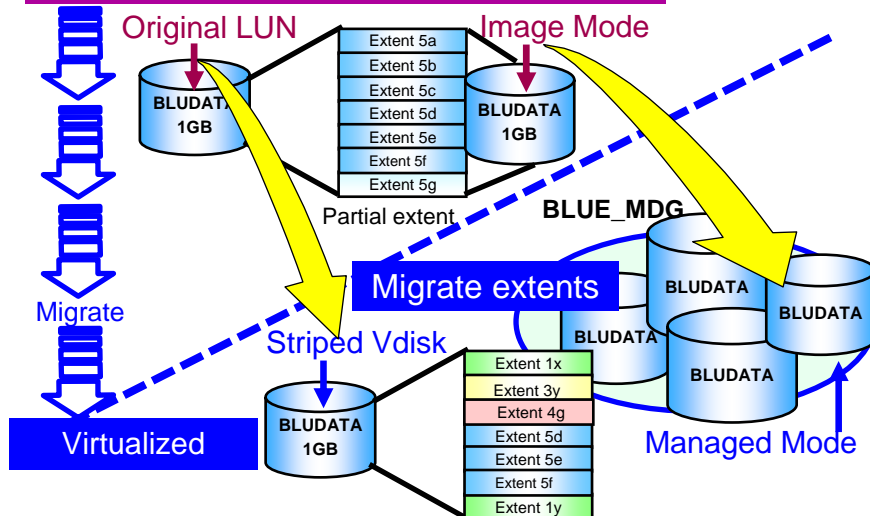 Original LUN
Image Mode
BLUDATA
1GB
Extent 5a
Extent 5b
Extent 5c
Extent 5d
Extent 5e
Extent 5f
Extent 5g
Partial extent
BLUDATA
1GB
BLUE_MDG
Migrate
Migrate extents
BLUDATA
BLUDATA
BLUDATA
BLUDATA
Striped Vdisk
BLUDATA
1GB
Extent 1x
Extent 3y
Extent 4g
Extent 5d
Extent 5e
Extent 5f
Extent 1y
Virtualized
Managed Mode